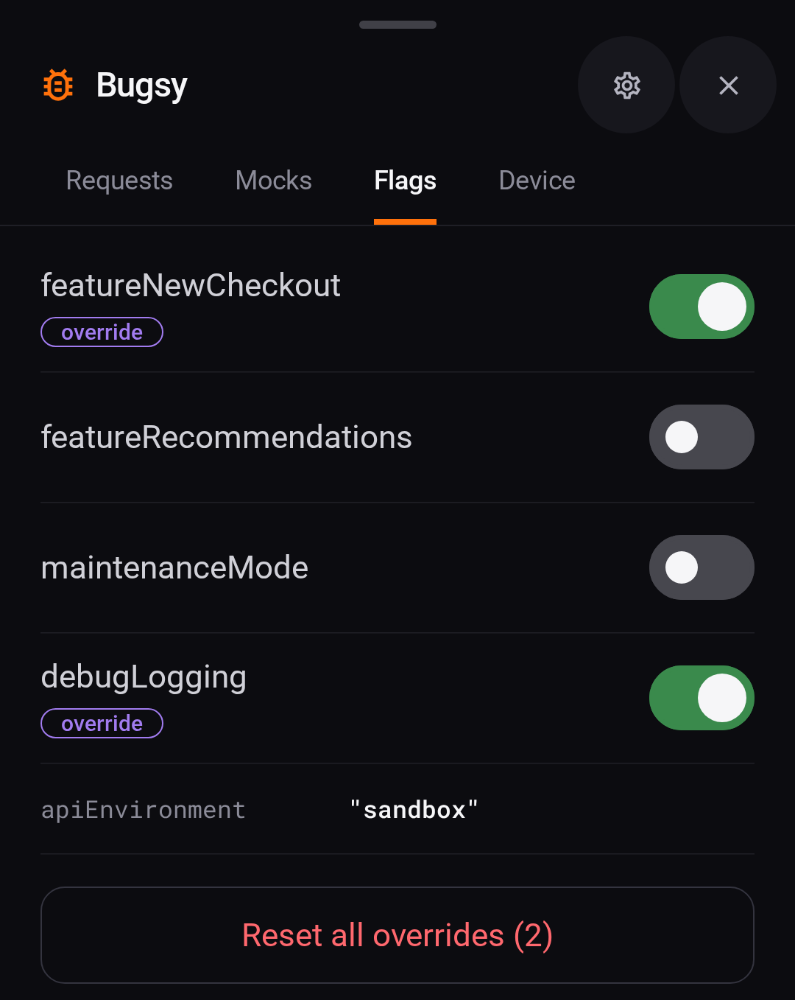 Bugsy
Requests Mocks Flags Device
featureNewCheckout
override
featureRecommendations
maintenanceMode
debugLogging
override
apiEnvironment "sandbox"
Reset all overrides (2)